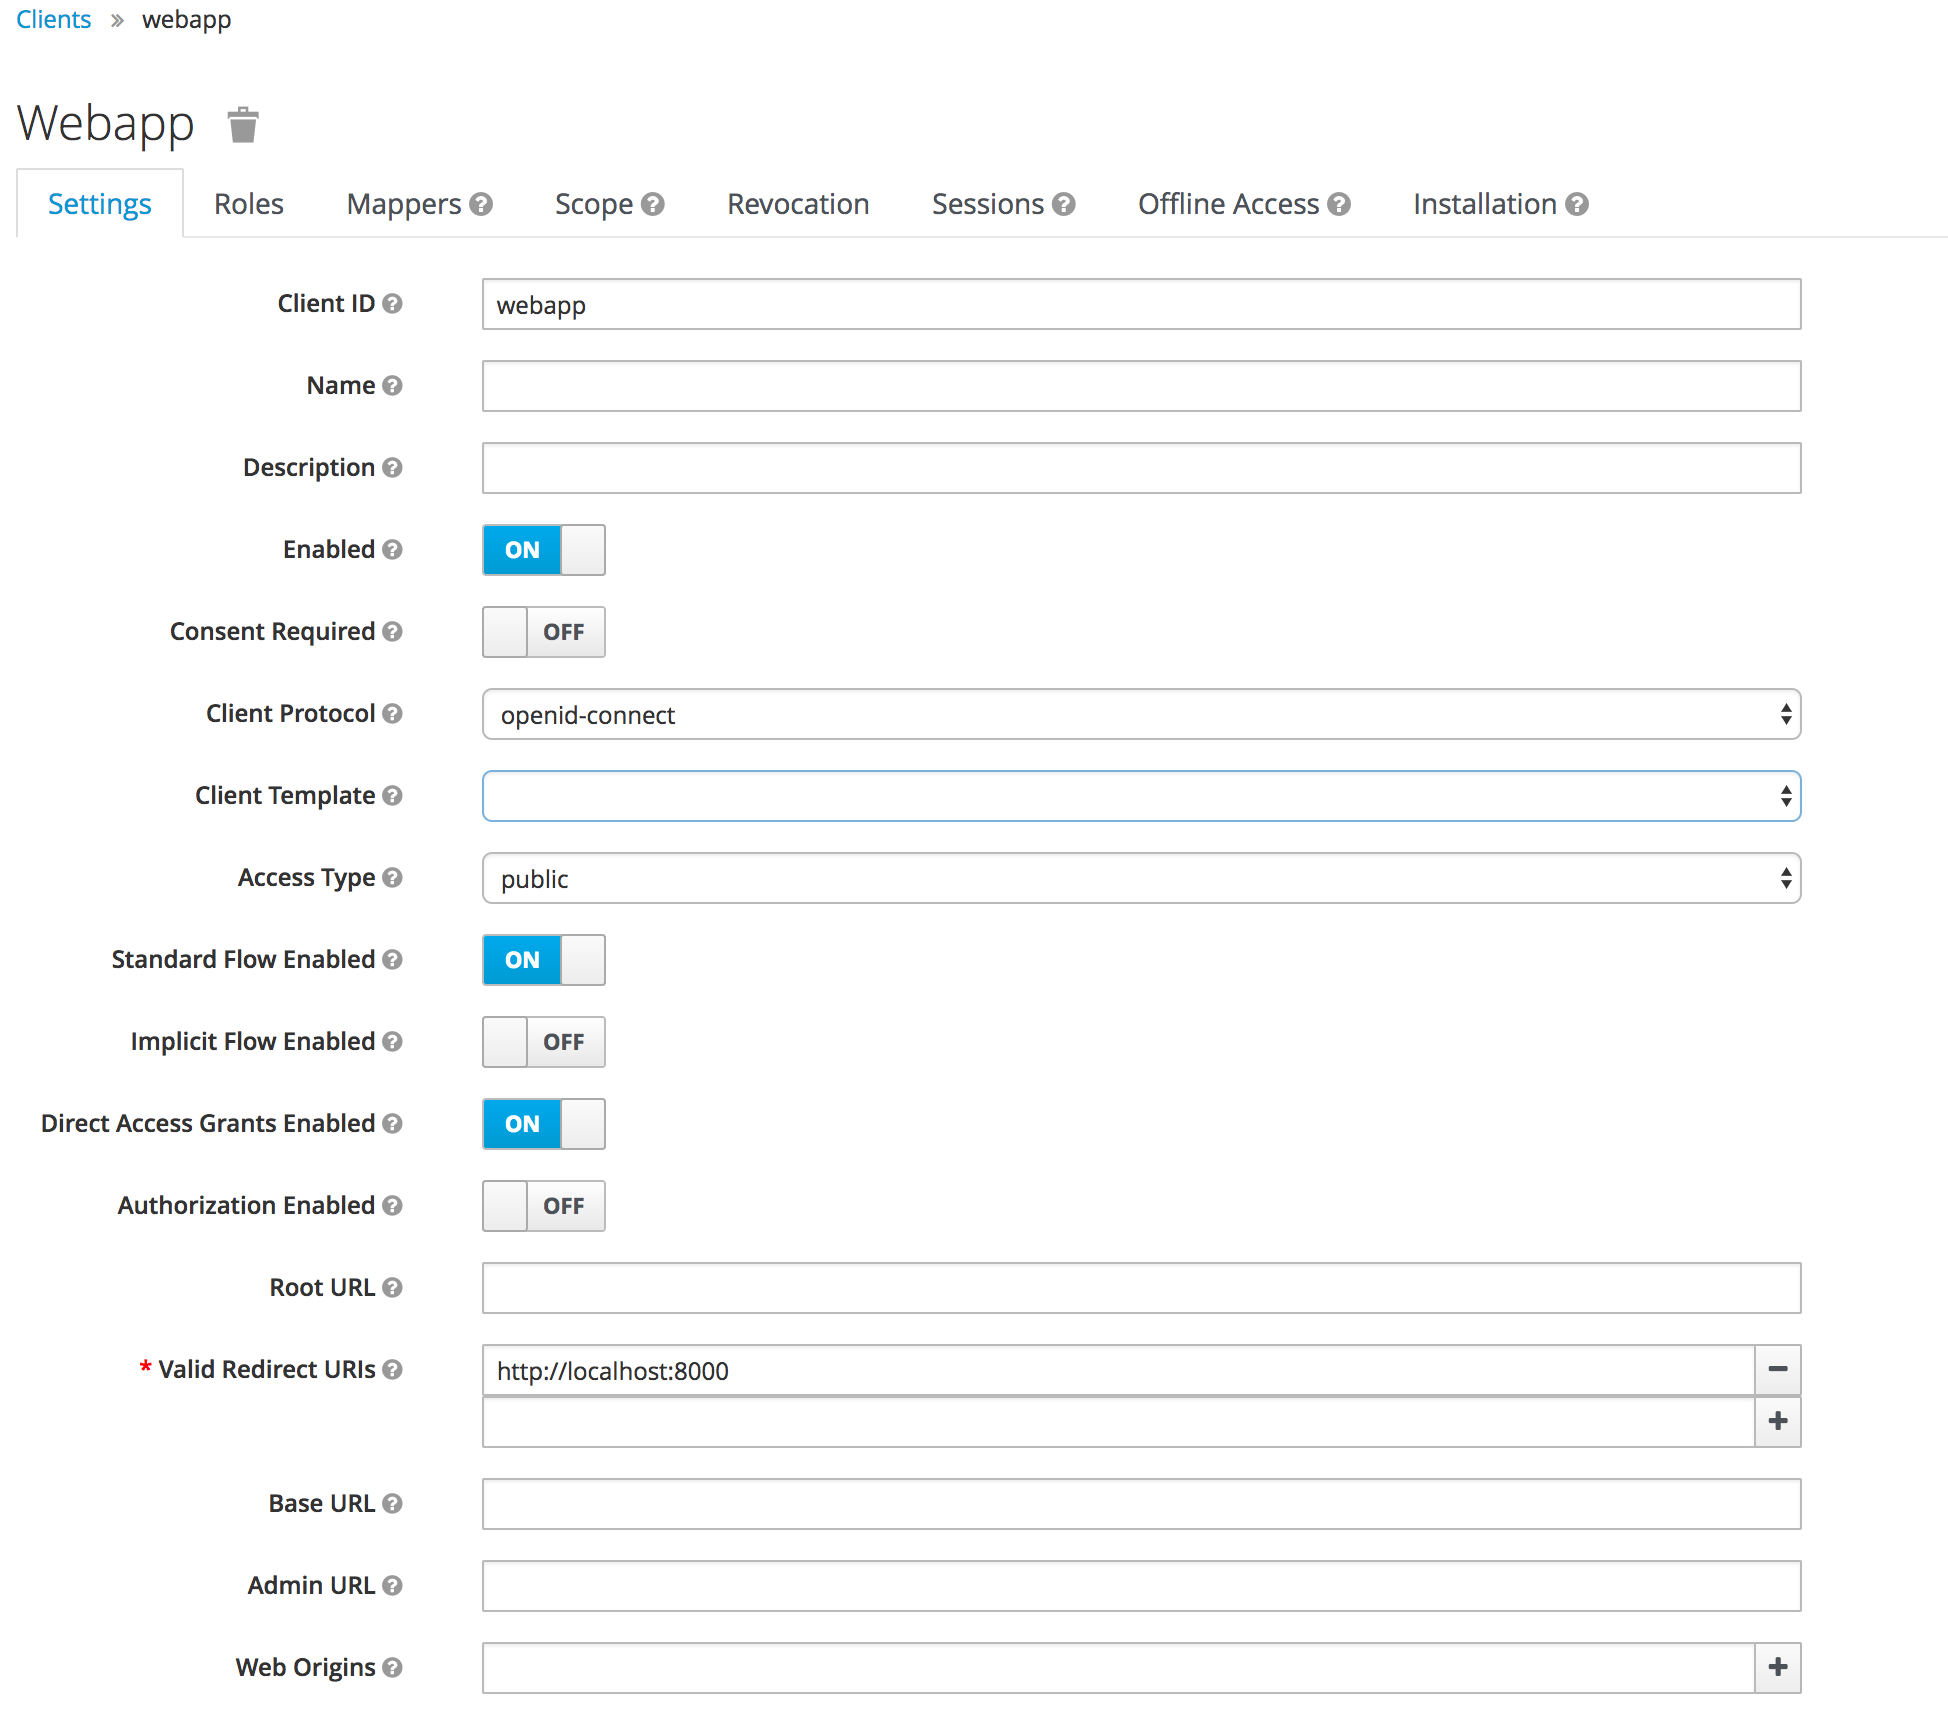 Clients » webapp
Webapp
Settings Roles Mappers ? Scope ? Revocation Sessions ? Offline Access ? Installation ?
Client ID ? webapp
Name ?
Description ?
Enabled ? ON
Consent Required ? OFF
Client Protocol ? openid-connect
Client Template ?
Access Type ? public
Standard Flow Enabled ? ON
Implicit Flow Enabled ? OFF
Direct Access Grants Enabled ? ON
Authorization Enabled ? OFF
Root URL ?
* Valid Redirect URIs ? http://localhost:8000
Base URL ?
Admin URL ?
Web Origins ?